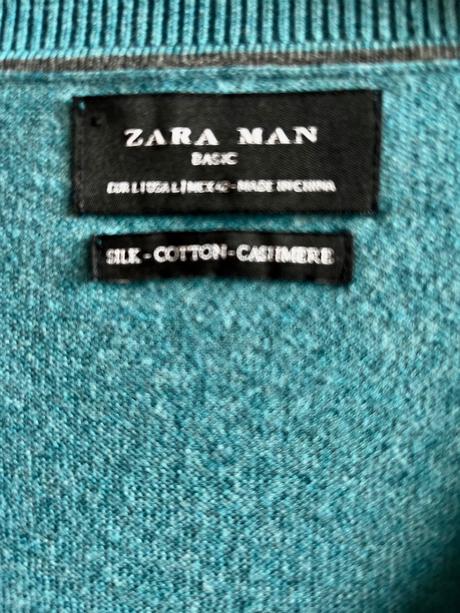 ZARA MAN
BASIC
EUR L | USA L | MEX 42 - MADE IN CHINA
SILK - COTTON - CASHMERE